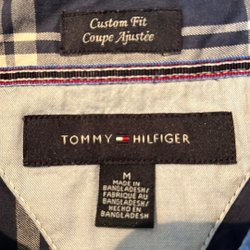 Custom Fit
Coupe Ajustée
TOMMY HILFIGER
M
MADE IN
BANGLADESH/
FABRIQUÉ AU
BANGLADESH/
HECHO EN
BANGLADESH